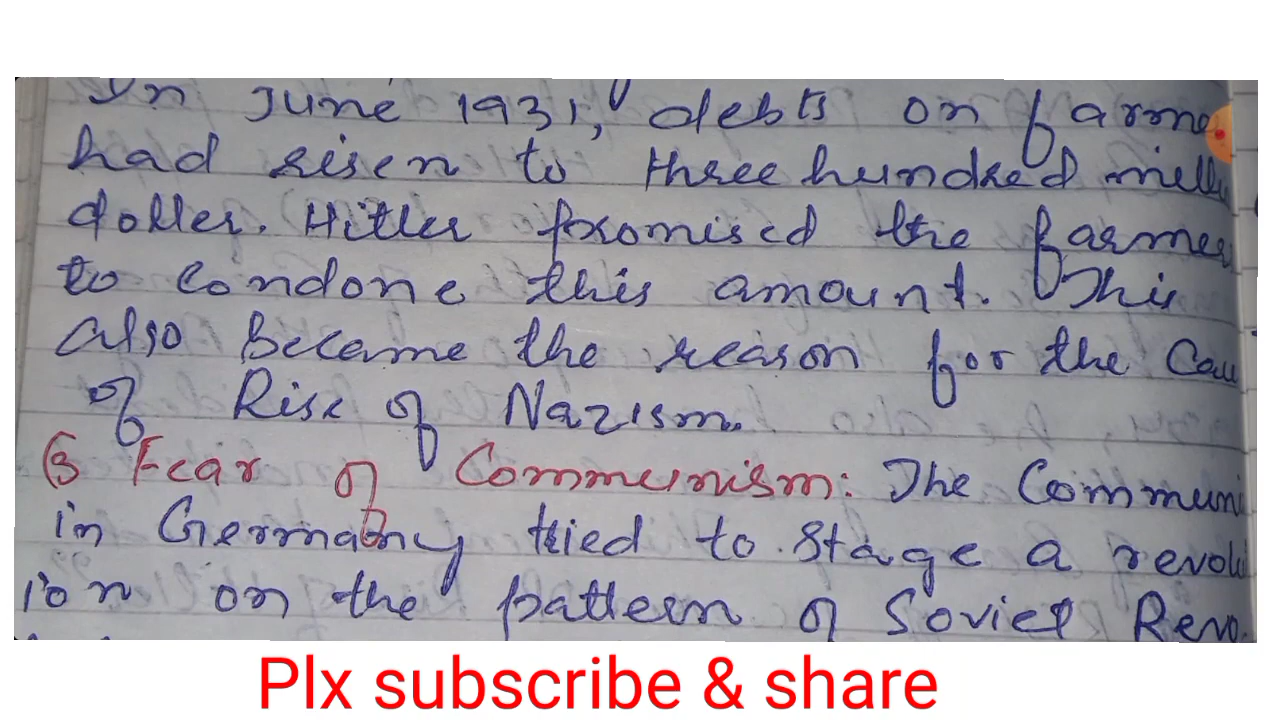 In June 1931, debts on farme
had risen to three hundred milli
doller. Hitler promised the farmer
to Condone this amount. This
also became the reason for the Cau
of Rise of Nazism.
③ Fear of Communism: The Communi
in Germany tried to stage a revolu
ion on the pattern of Soviet Revo.
Plx subscribe & share